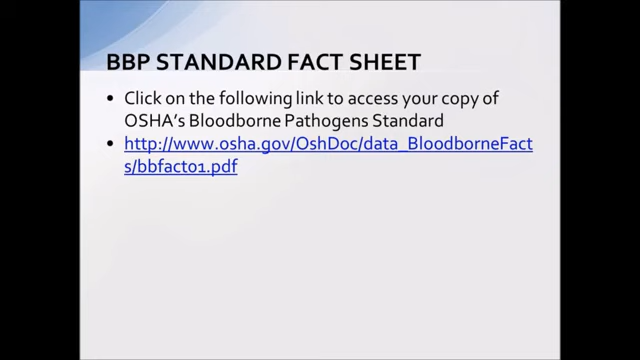 BBP STANDARD FACT SHEET
• Click on the following link to access your copy of
OSHA's Bloodborne Pathogens Standard
• http://www.osha.gov/OshDoc/data_BloodborneFact
s/bbfact01.pdf